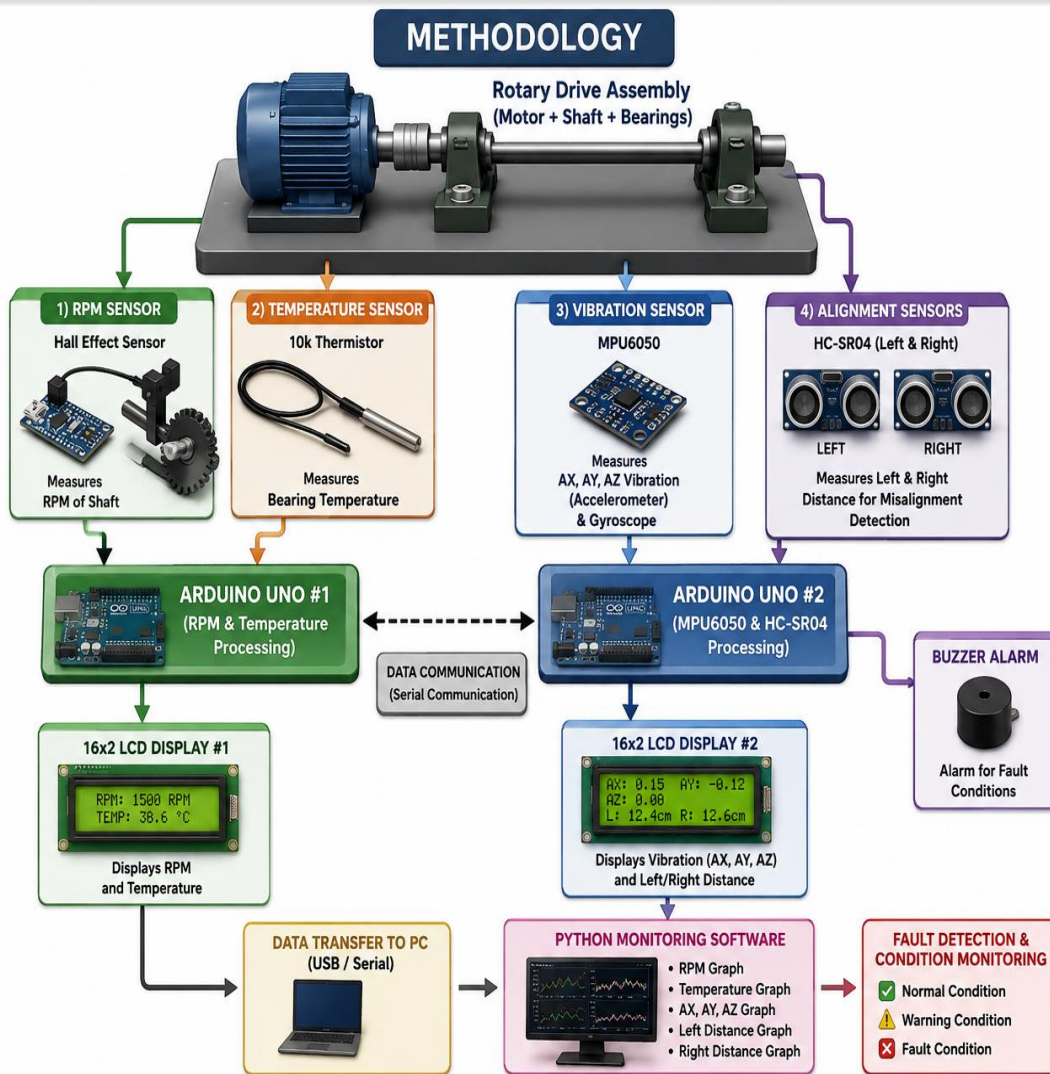 METHODOLOGY
Rotary Drive Assembly
(Motor + Shaft + Bearings)
1) RPM SENSOR
Hall Effect Sensor
Measures
RPM of Shaft
2) TEMPERATURE SENSOR
10k Thermistor
Measures
Bearing Temperature
3) VIBRATION SENSOR
MPU6050
Measures
AX, AY, AZ Vibration
(Accelerometer)
& Gyroscope
4) ALIGNMENT SENSORS
HC-SR04 (Left & Right)
LEFT
RIGHT
Measures Left & Right
Distance for Misalignment
Detection
ARDUINO UNO #1
(RPM & Temperature
Processing)
DATA COMMUNICATION
(Serial Communication)
ARDUINO UNO #2
(MPU6050 & HC-SR04
Processing)
BUZZER ALARM
Alarm for Fault
Conditions
16x2 LCD DISPLAY #1
RPM: 1500 RPM
TEMP: 38.6 °C
Displays RPM
and Temperature
16x2 LCD DISPLAY #2
AX: 0.15 AY: -0.12
AZ: 0.08
L: 12.4cm R: 12.6cm
Displays Vibration (AX, AY, AZ)
and Left/Right Distance
DATA TRANSFER TO PC
(USB / Serial)
PYTHON MONITORING SOFTWARE
• RPM Graph
• Temperature Graph
• AX, AY, AZ Graph
• Left Distance Graph
• Right Distance Graph
FAULT DETECTION &
CONDITION MONITORING
Normal Condition
Warning Condition
Fault Condition